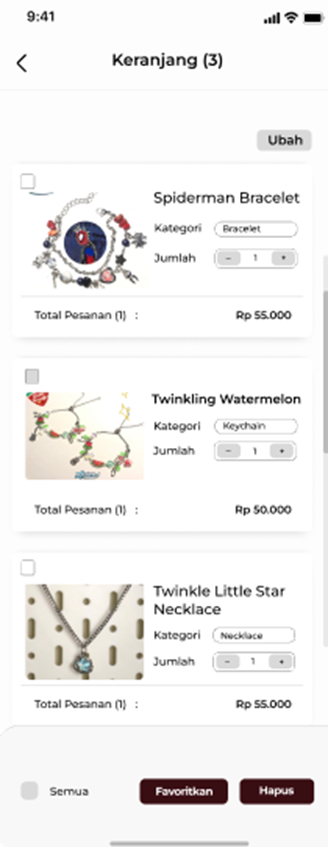 9:41
Keranjang (3)
Ubah
Spiderman Bracelet
Kategori Bracelet
Jumlah - 1 +
Total Pesanan (1) : Rp 55.000
Twinkling Watermelon
Kategori Keychain
Jumlah - 1 +
Total Pesanan (1) : Rp 50.000
Twinkle Little Star
Necklace
Kategori Necklace
Jumlah - 1 +
Total Pesanan (1) : Rp 55.000
Semua Favoritkan Hapus